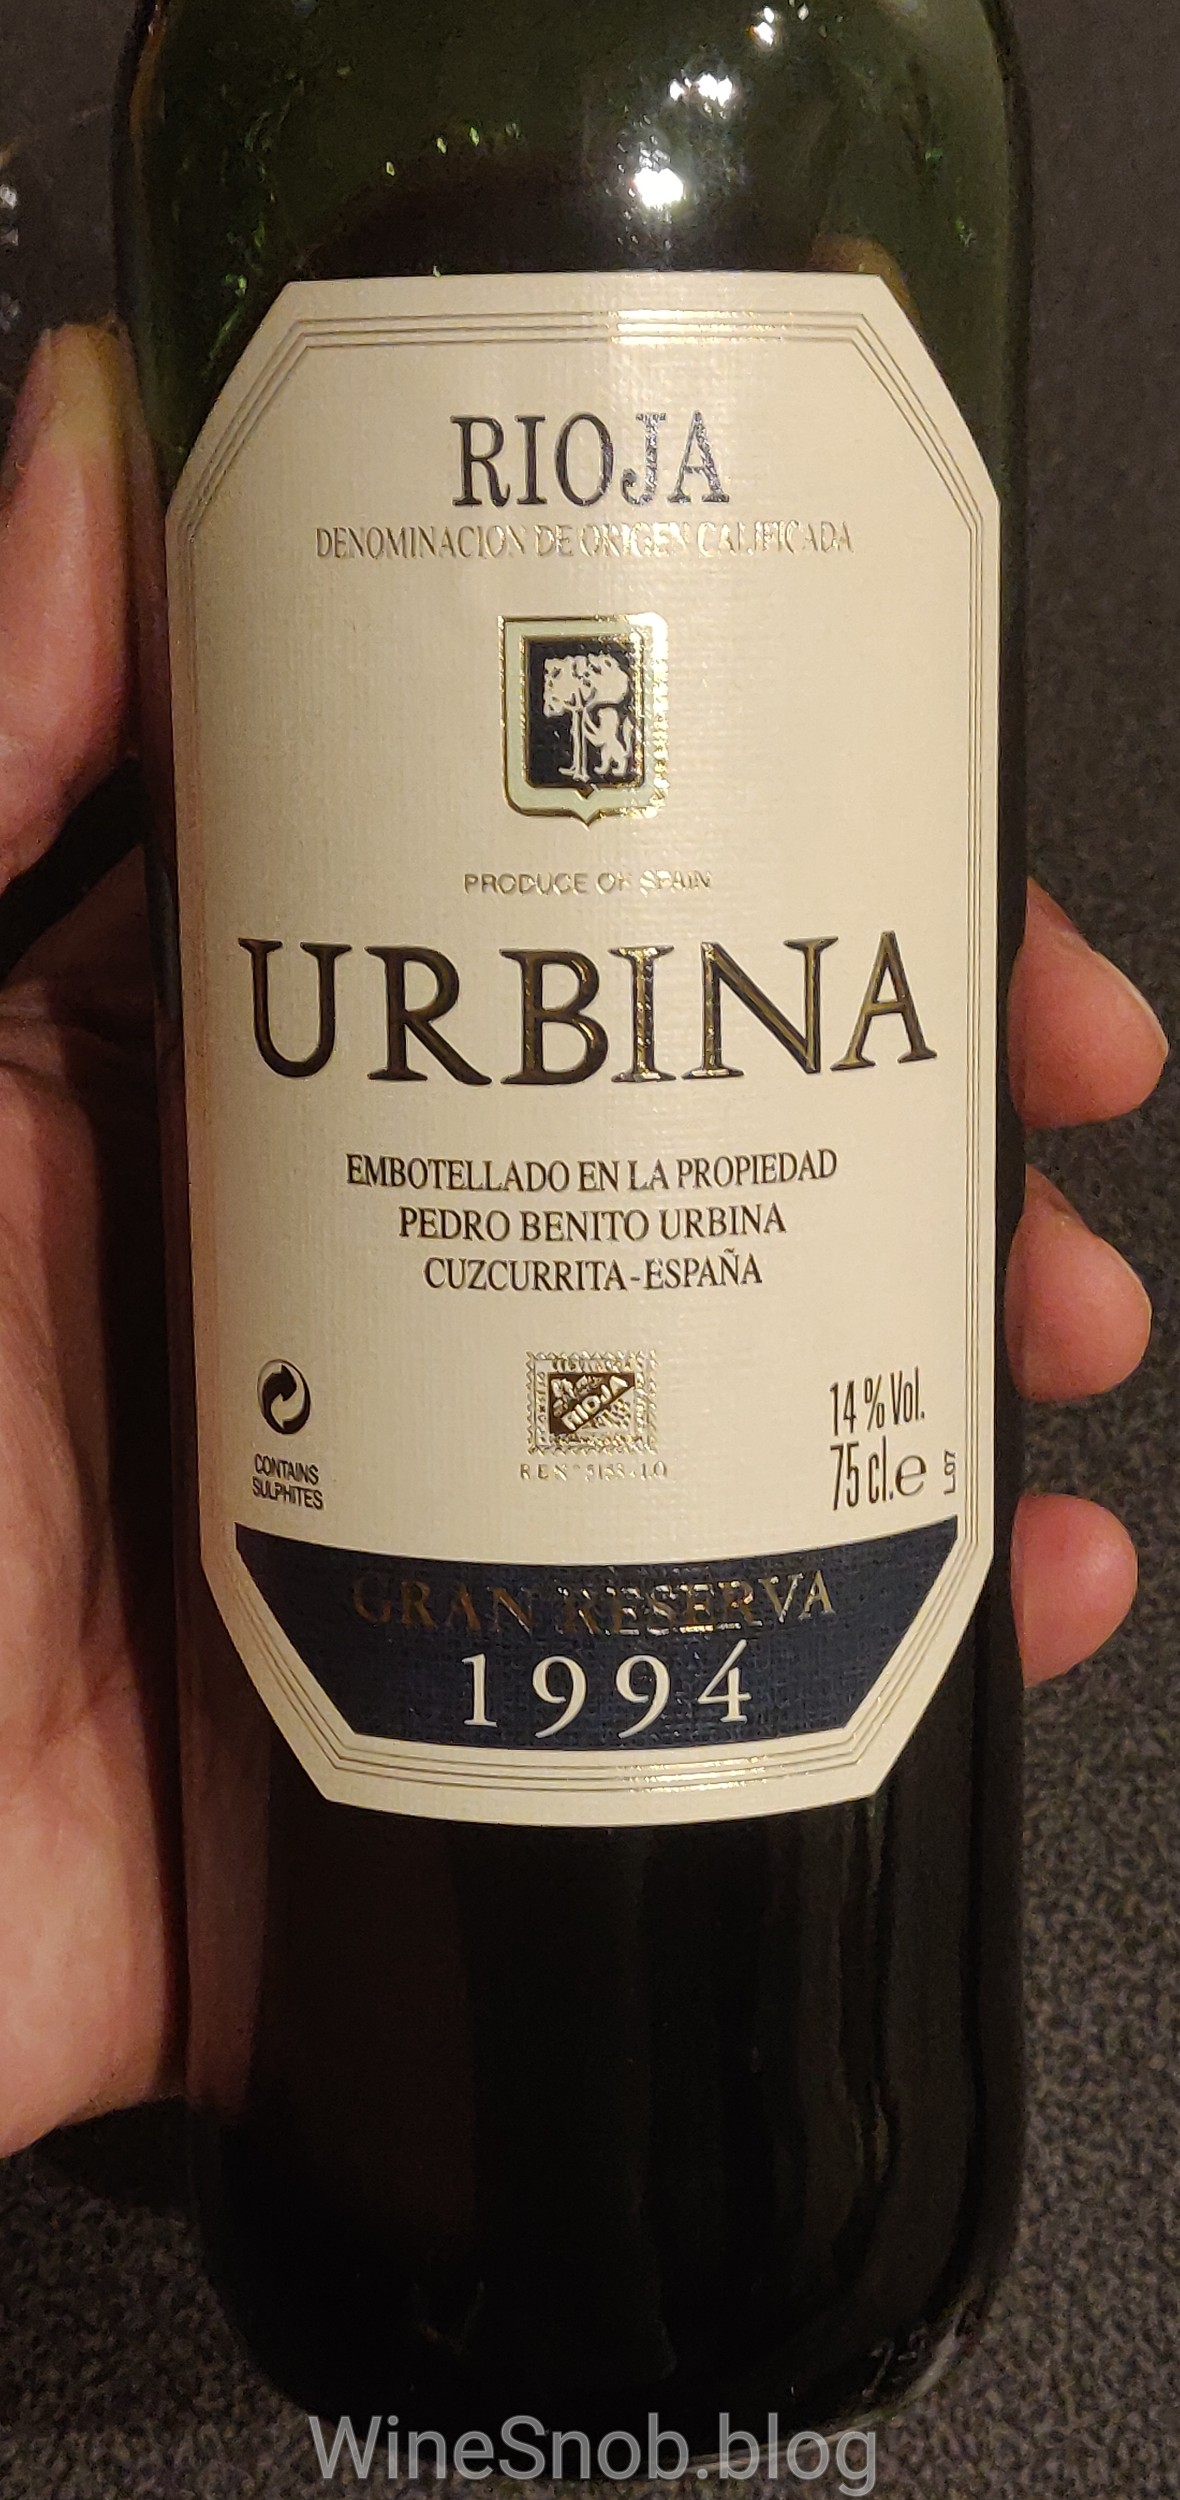 RIOJA
DENOMINACION DE ORIGEN CALIFICADA
PRODUCE OF SPAIN
URBINA
EMBOTELLADO EN LA PROPIEDAD
PEDRO BENITO URBINA
CUZCURRITA-ESPAÑA
RIOJA
CONTAINS
SULPHITES
14 % Vol.
75 cl.e
L07
GRAN RESERVA
1994
WineSnob.blog